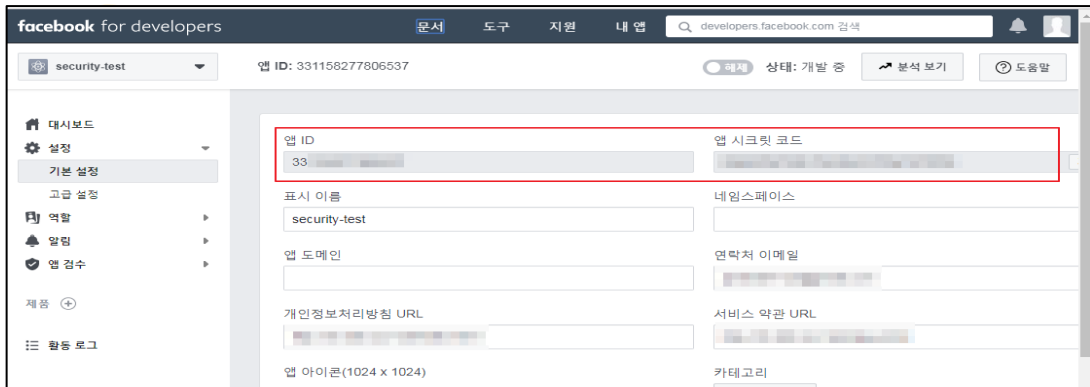 facebook for developers 문서 도구 지원 내 앱 developers.facebook.com 검색
security-test 앱 ID: 331158277806537 해제 상태: 개발 중 분석 보기 도움말
대시보드
설정
기본 설정
고급 설정
역할
알림
앱 검수
제품
활동 로그
앱 ID 앱 시크릿 코드
33
표시 이름 네임스페이스
security-test
앱 도메인 연락처 이메일
개인정보처리방침 URL 서비스 약관 URL
앱 아이콘(1024 x 1024) 카테고리